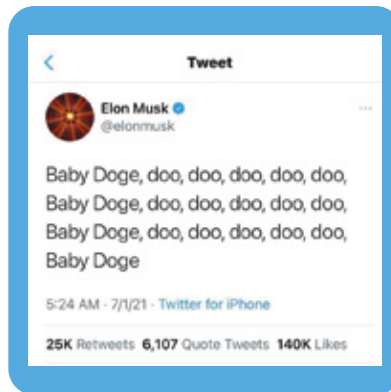 Tweet
Elon Musk
@elonmusk
Baby Doge, doo, doo, doo, doo, doo,
Baby Doge, doo, doo, doo, doo, doo,
Baby Doge, doo, doo, doo, doo, doo,
Baby Doge
5:24 AM · 7/1/21 · Twitter for iPhone
25K Retweets 6,107 Quote Tweets 140K Likes